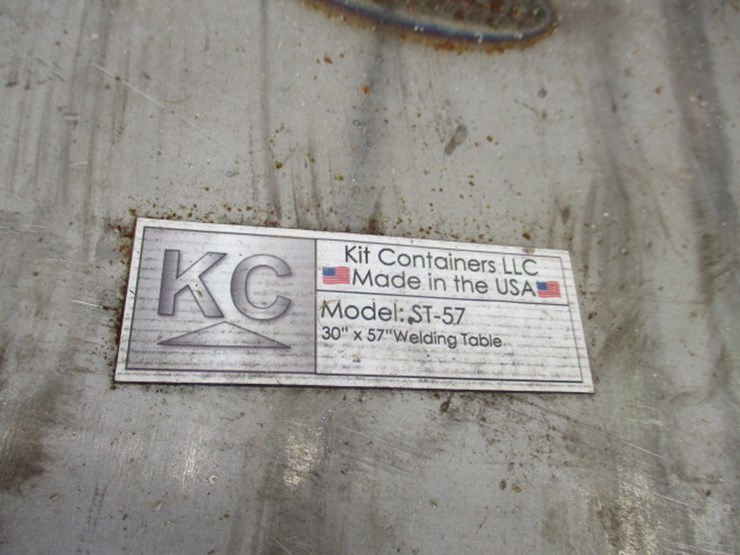 KC
Kit Containers LLC
Made in the USA
Model: ST-57
30" x 57" Welding Table